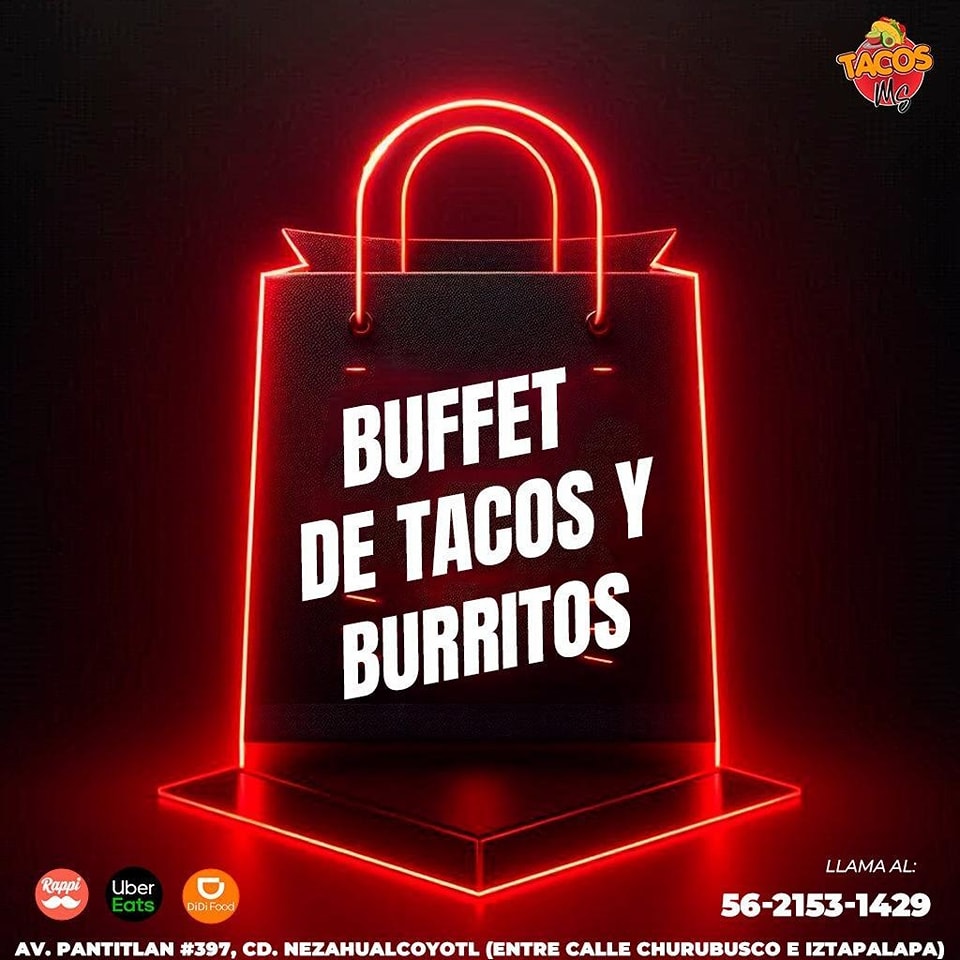 TACOS
Ms
BUFFET
DE TACOS Y
BURRITOS
Rappi
Uber
Eats
DiDi Food
LLAMA AL:
56-2153-1429
AV. PANTITLAN #397, CD. NEZAHUALCOYOTL (ENTRE CALLE CHURUBUSCO E IZTAPALAPA)